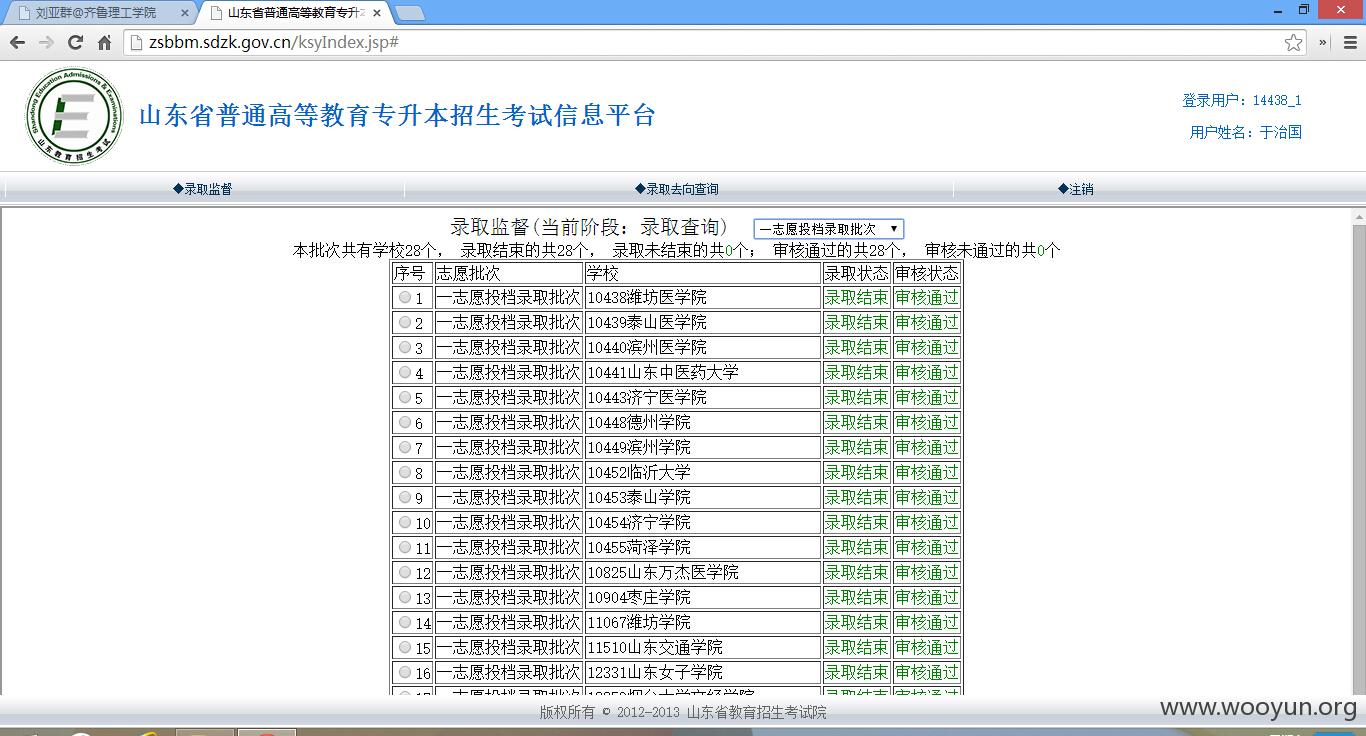 刘亚群@齐鲁理工学院
山东省普通高等教育专升
zsbbm.sdzk.gov.cn/ksyIndex.jsp#
Shandong Education Admissions & Examinations
山东教育招生考试
山东省普通高等教育专升本招生考试信息平台
登录用户：14438_1
用户姓名：于治国
◆录取监督 ◆录取去向查询 ◆注销
录取监督(当前阶段：录取查询) 一志愿投档录取批次
本批次共有学校28个， 录取结束的共28个， 录取未结束的共0个； 审核通过的共28个， 审核未通过的共0个
序号 志愿批次 学校 录取状态 审核状态
1 一志愿投档录取批次 10438潍坊医学院 录取结束 审核通过
2 一志愿投档录取批次 10439泰山医学院 录取结束 审核通过
3 一志愿投档录取批次 10440滨州医学院 录取结束 审核通过
4 一志愿投档录取批次 10441山东中医药大学 录取结束 审核通过
5 一志愿投档录取批次 10443济宁医学院 录取结束 审核通过
6 一志愿投档录取批次 10448德州学院 录取结束 审核通过
7 一志愿投档录取批次 10449滨州学院 录取结束 审核通过
8 一志愿投档录取批次 10452临沂大学 录取结束 审核通过
9 一志愿投档录取批次 10453泰山学院 录取结束 审核通过
10 一志愿投档录取批次 10454济宁学院 录取结束 审核通过
11 一志愿投档录取批次 10455菏泽学院 录取结束 审核通过
12 一志愿投档录取批次 10825山东万杰医学院 录取结束 审核通过
13 一志愿投档录取批次 10904枣庄学院 录取结束 审核通过
14 一志愿投档录取批次 11067潍坊学院 录取结束 审核通过
15 一志愿投档录取批次 11510山东交通学院 录取结束 审核通过
16 一志愿投档录取批次 12331山东女子学院 录取结束 审核通过
版权所有 © 2012-2013 山东省教育招生考试院
www.wooyun.org